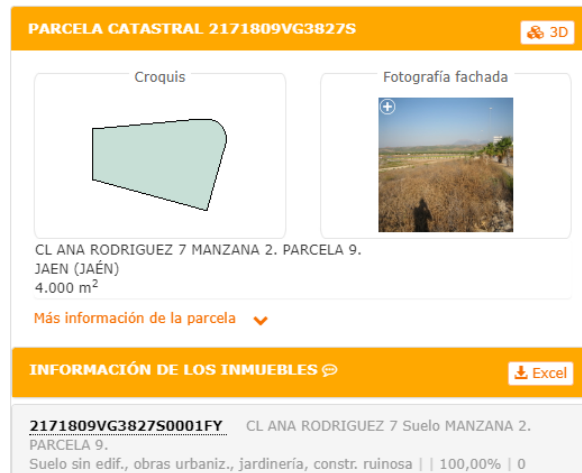 PARCELA CATASTRAL 2171809VG3827S
3D
Croquis
Fotografía fachada
CL ANA RODRIGUEZ 7 MANZANA 2. PARCELA 9.
JAEN (JAÉN)
4.000 m²
Más información de la parcela
INFORMACIÓN DE LOS INMUEBLES
Excel
2171809VG3827S0001FY CL ANA RODRIGUEZ 7 Suelo MANZANA 2.
PARCELA 9.
Suelo sin edif., obras urbaniz., jardinería, constr. ruinosa | | 100,00% | 0